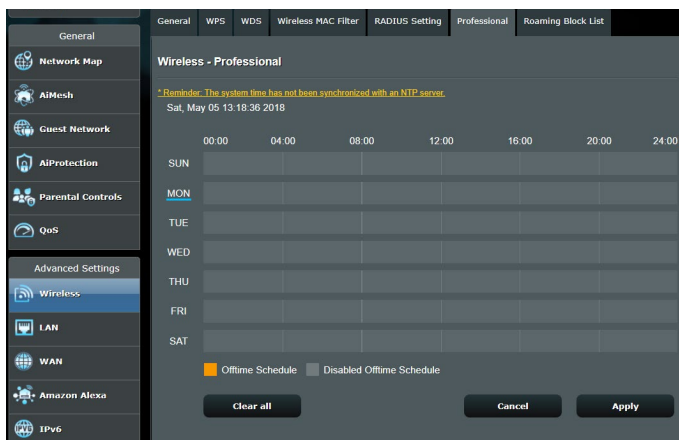 General WPS WDS Wireless MAC Filter RADIUS Setting Professional Roaming Block List
General
Network Map
AiMesh
Guest Network
AiProtection
Parental Controls
QoS
Advanced Settings
Wireless
LAN
WAN
Amazon Alexa
IPv6
Wireless - Professional
* Reminder: The system time has not been synchronized with an NTP server.
Sat, May 05 13:18:36 2018
00:00 04:00 08:00 12:00 16:00 20:00 24:00
SUN
MON
TUE
WED
THU
FRI
SAT
Offtime Schedule Disabled Offtime Schedule
Clear all Cancel Apply